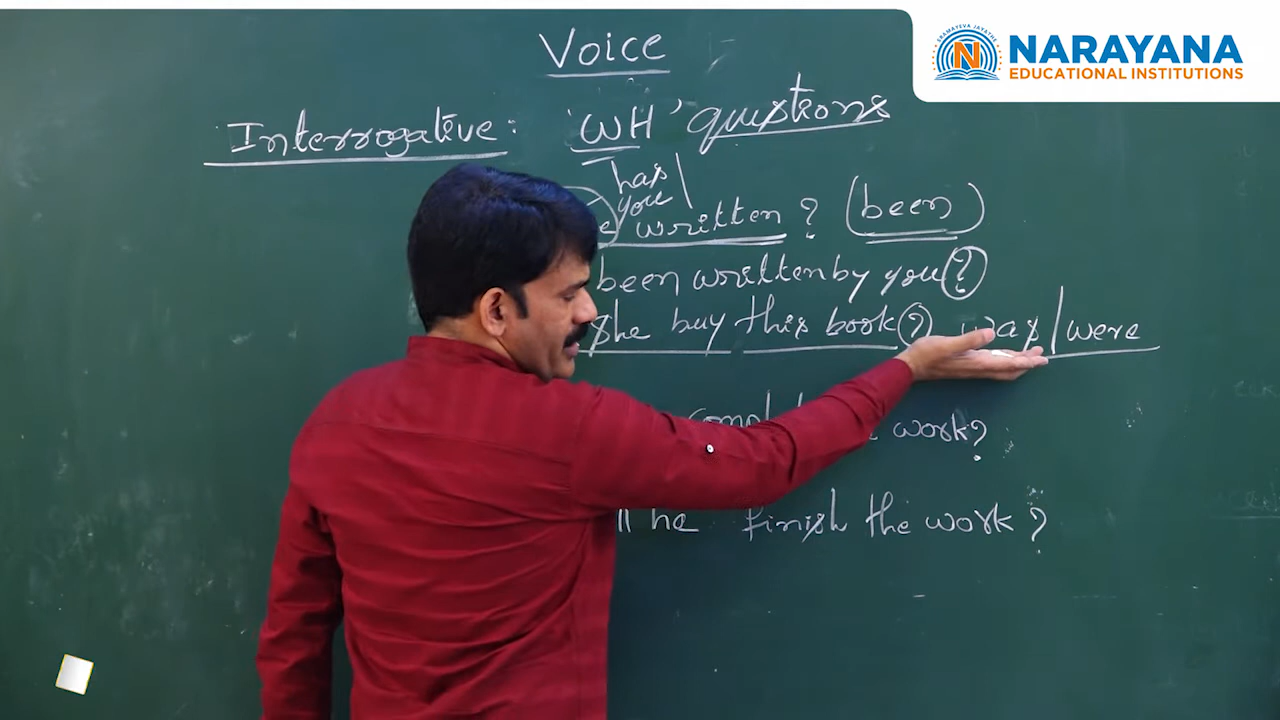 Voice
NARAYANA
EDUCATIONAL INSTITUTIONS
Interrogative: 'WH' questions
has
you
written ? (been)
been written by you ?
she buy this book ? was/were
work?
he finish the work ?